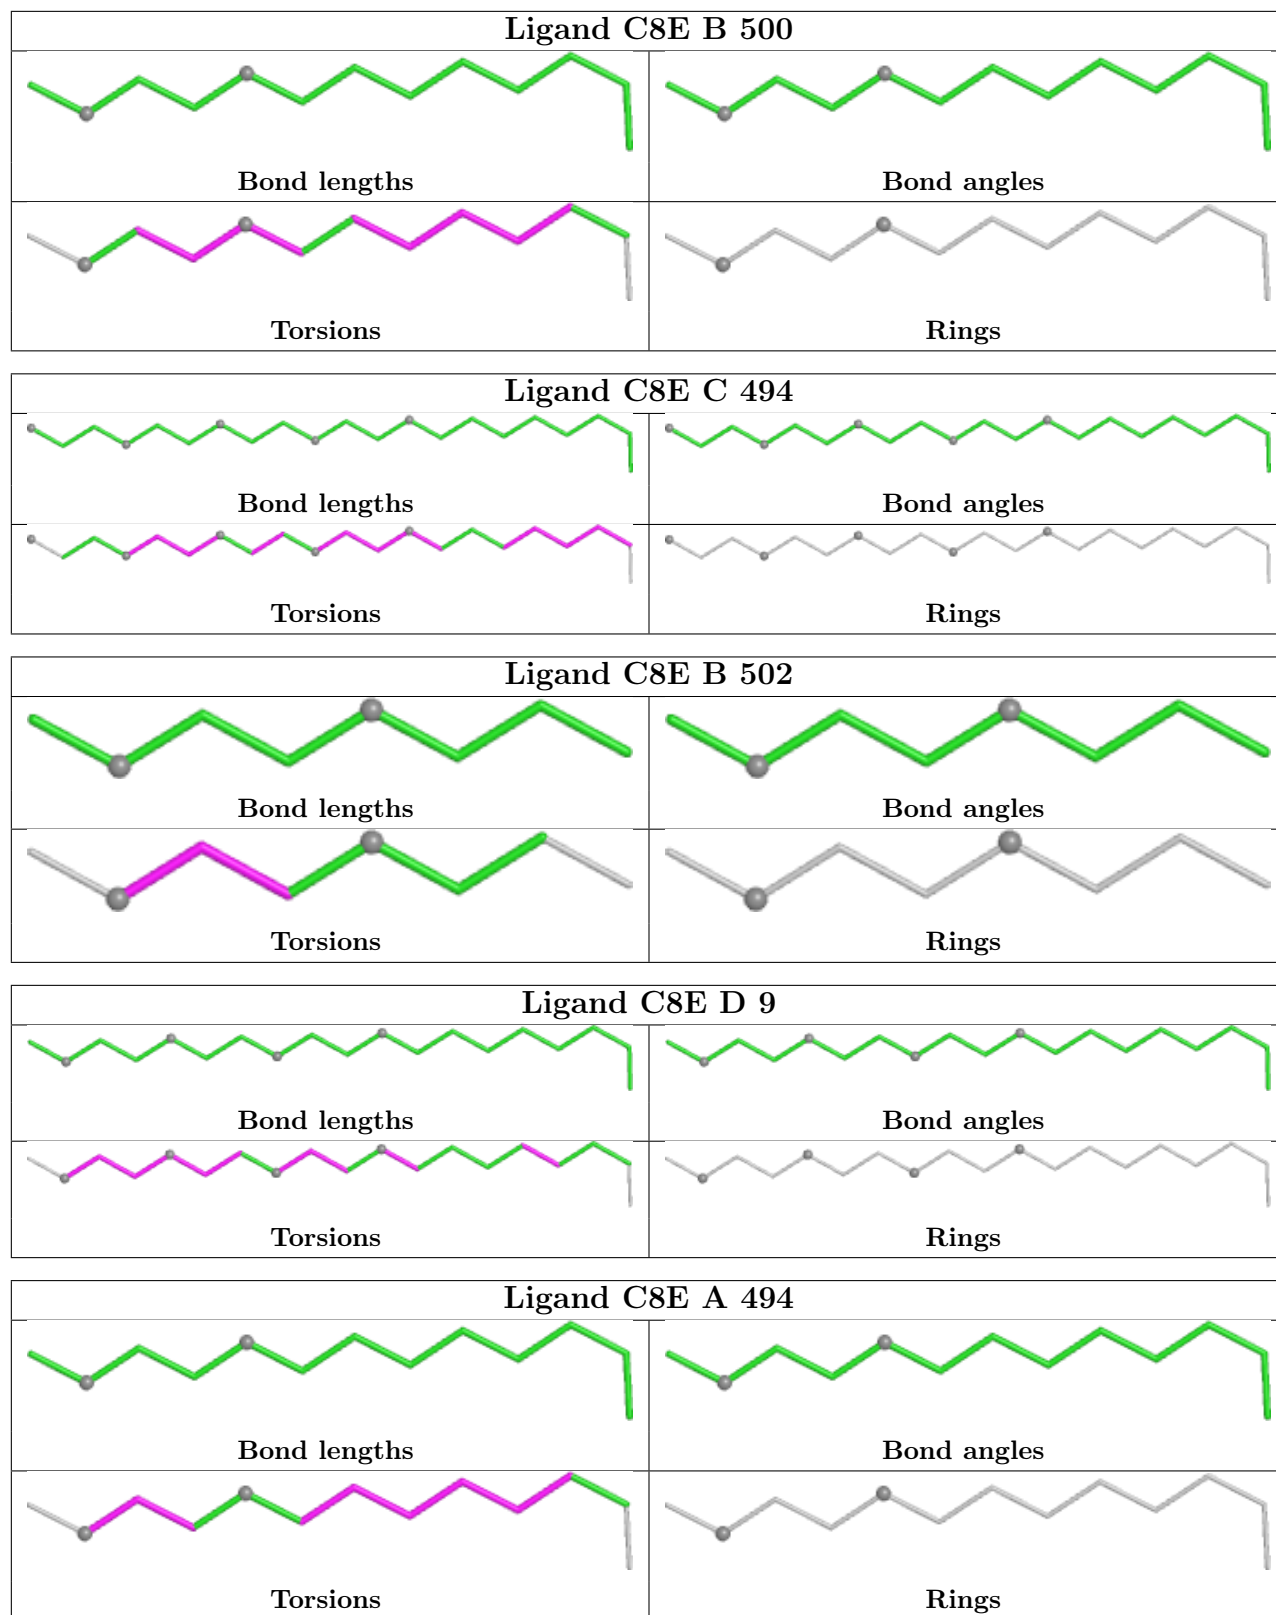 Ligand C8E B 500
Bond lengths
Bond angles
Torsions
Rings
Ligand C8E C 494
Bond lengths
Bond angles
Torsions
Rings
Ligand C8E B 502
Bond lengths
Bond angles
Torsions
Rings
Ligand C8E D 9
Bond lengths
Bond angles
Torsions
Rings
Ligand C8E A 494
Bond lengths
Bond angles
Torsions
Rings